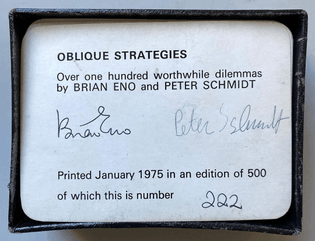 OBLIQUE STRATEGIES
Over one hundred worthwhile dilemmas
by BRIAN ENO and PETER SCHMIDT
Brian Eno Peter Schmidt
Printed January 1975 in an edition of 500
of which this is number 222